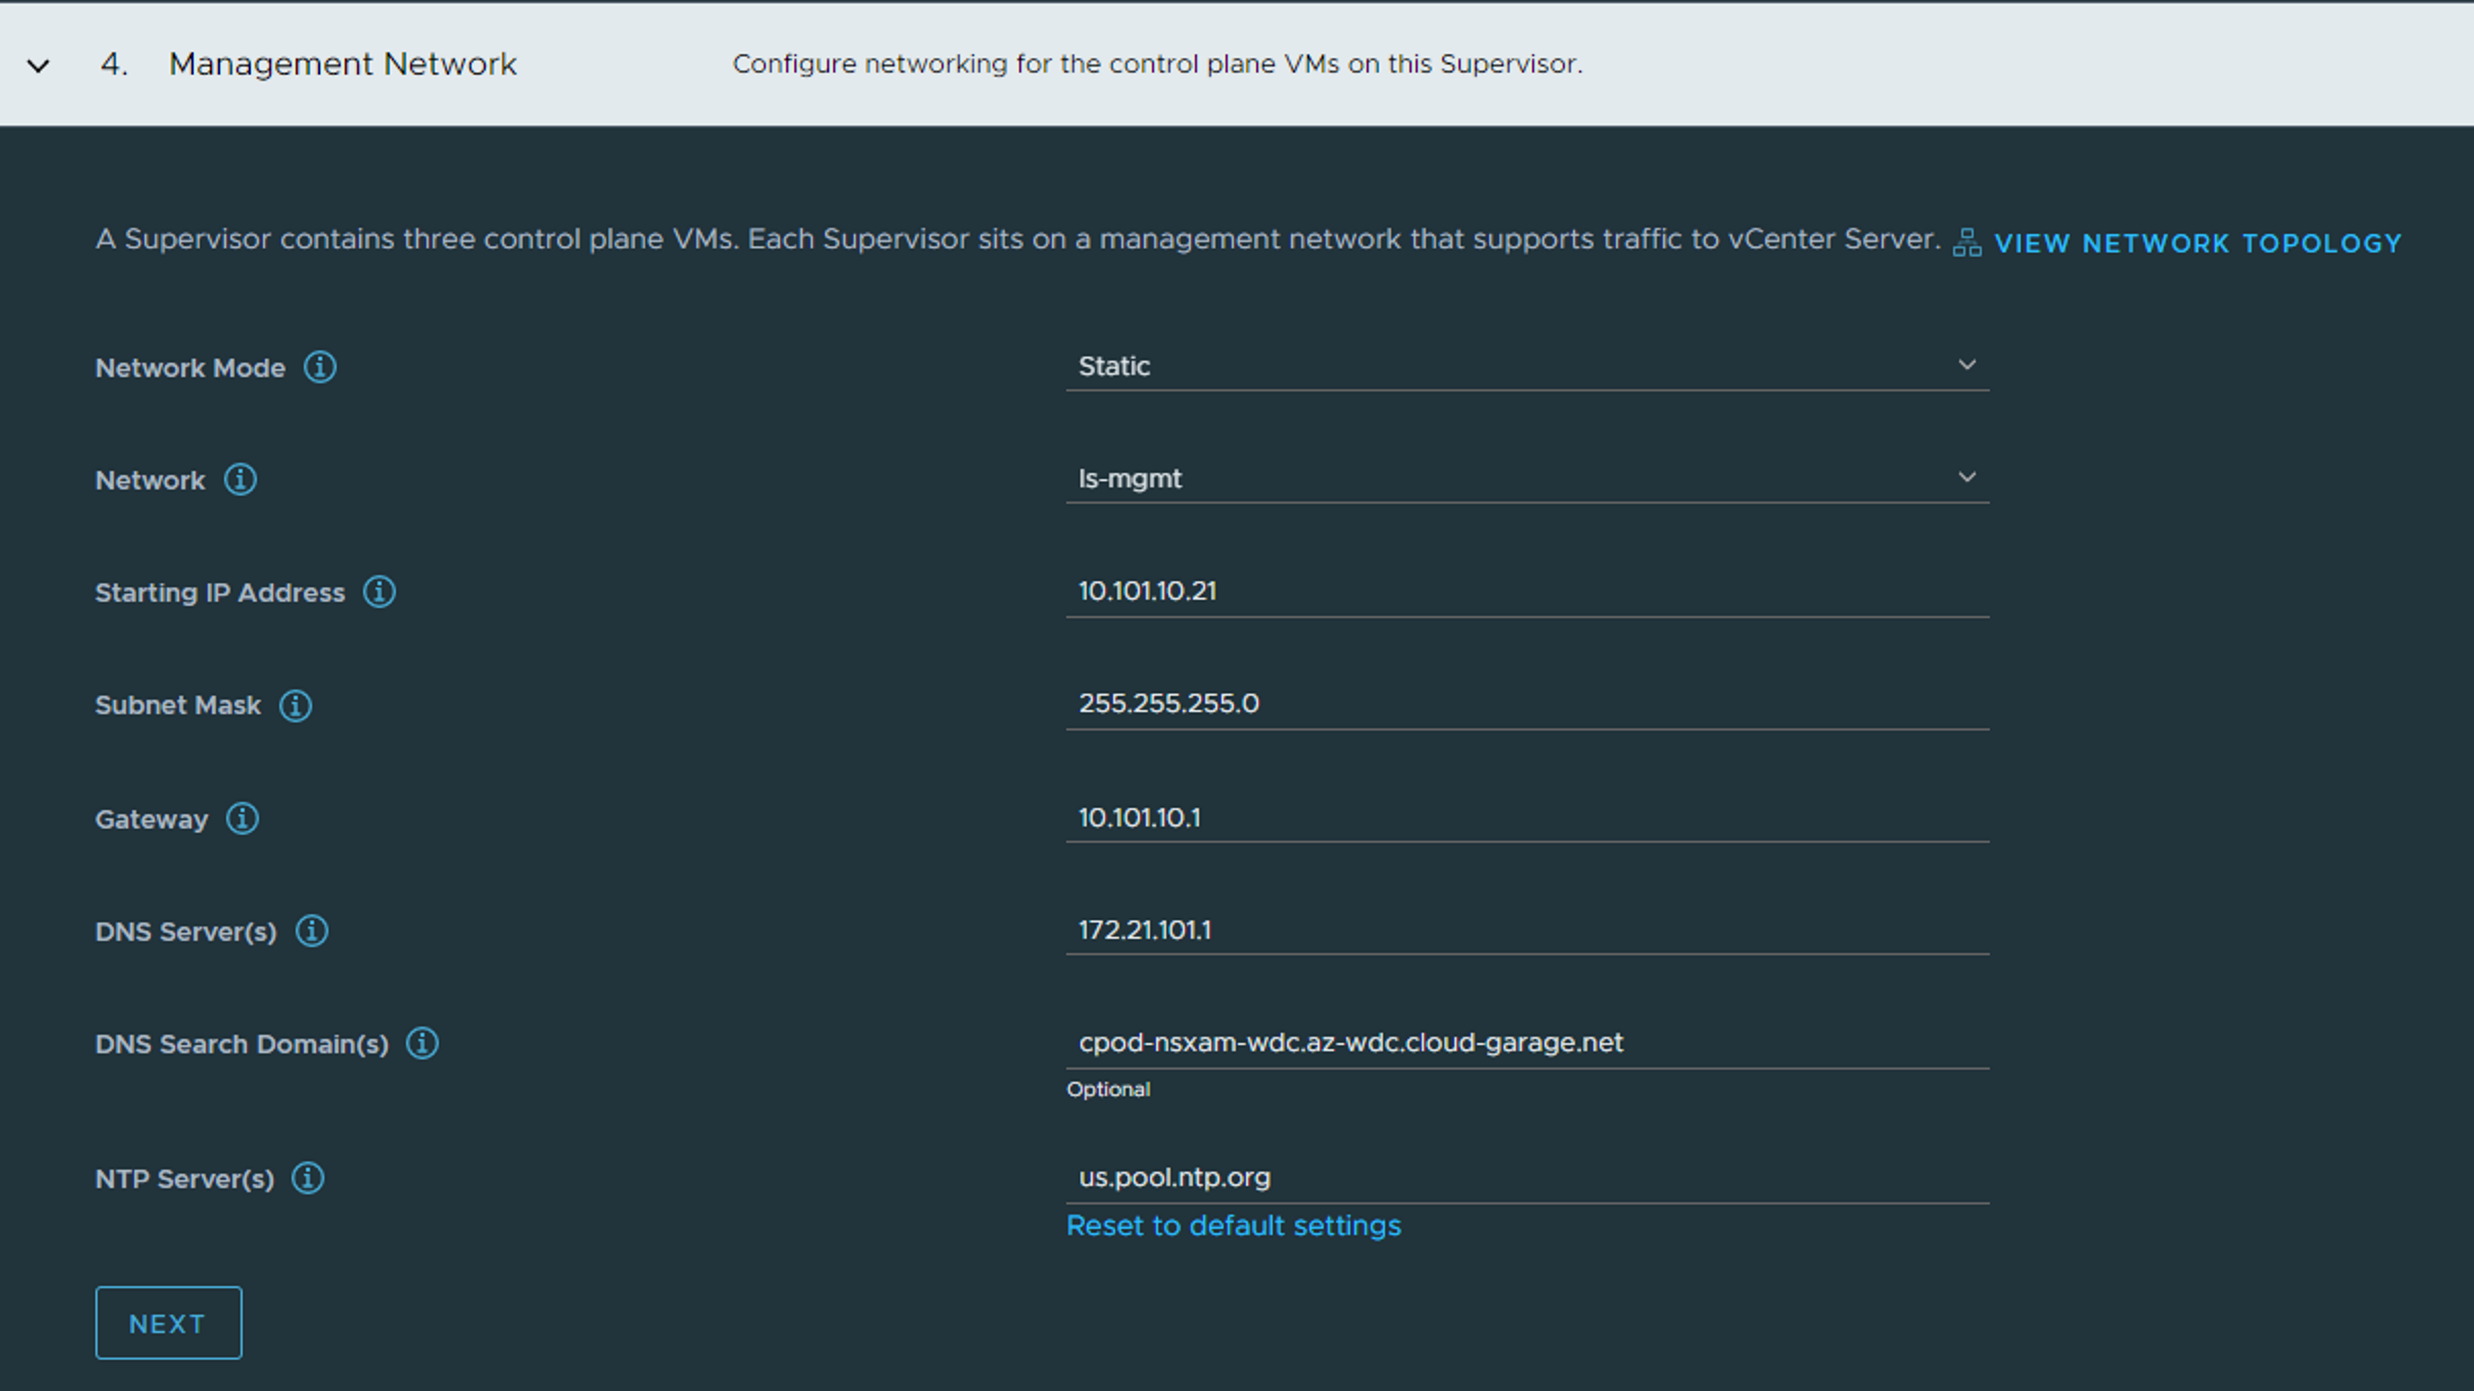 4. Management Network Configure networking for the control plane VMs on this Supervisor.
A Supervisor contains three control plane VMs. Each Supervisor sits on a management network that supports traffic to vCenter Server. VIEW NETWORK TOPOLOGY
Network Mode Static
Network ls-mgmt
Starting IP Address 10.101.10.21
Subnet Mask 255.255.255.0
Gateway 10.101.10.1
DNS Server(s) 172.21.101.1
DNS Search Domain(s) cpod-nsxam-wdc.az-wdc.cloud-garage.net
Optional
NTP Server(s) us.pool.ntp.org
Reset to default settings
NEXT